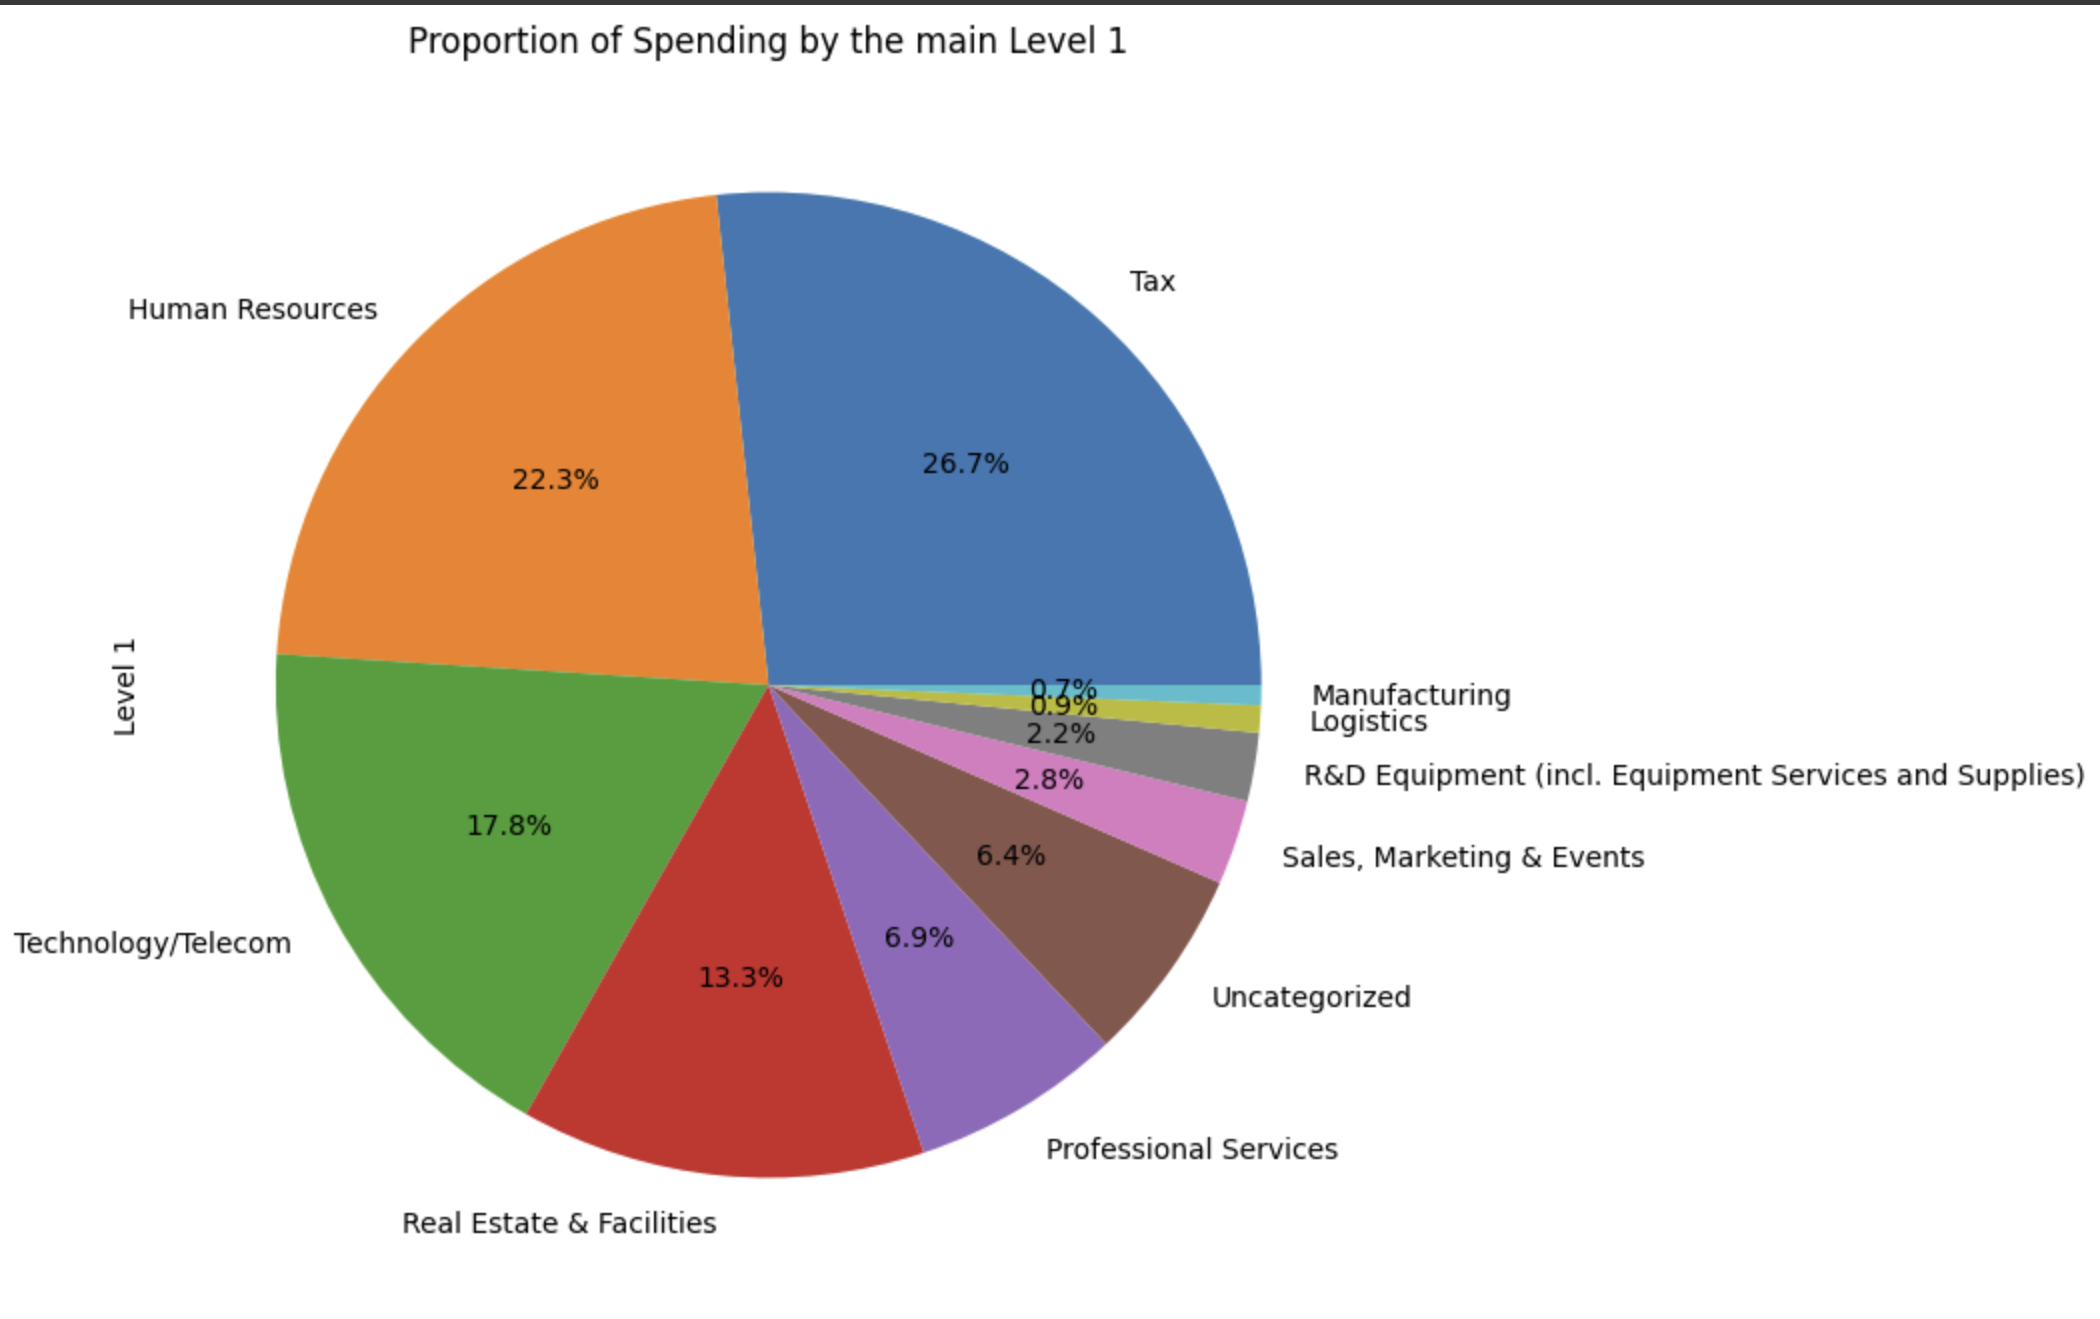 Proportion of Spending by the main Level 1
Tax
Human Resources
26.7%
22.3%
Level 1
0.7%
Manufacturing
0.9%
Logistics
2.2%
R&D Equipment (incl. Equipment Services and Supplies)
2.8%
17.8%
Sales, Marketing & Events
6.4%
6.9%
Technology/Telecom
13.3%
Uncategorized
Professional Services
Real Estate & Facilities